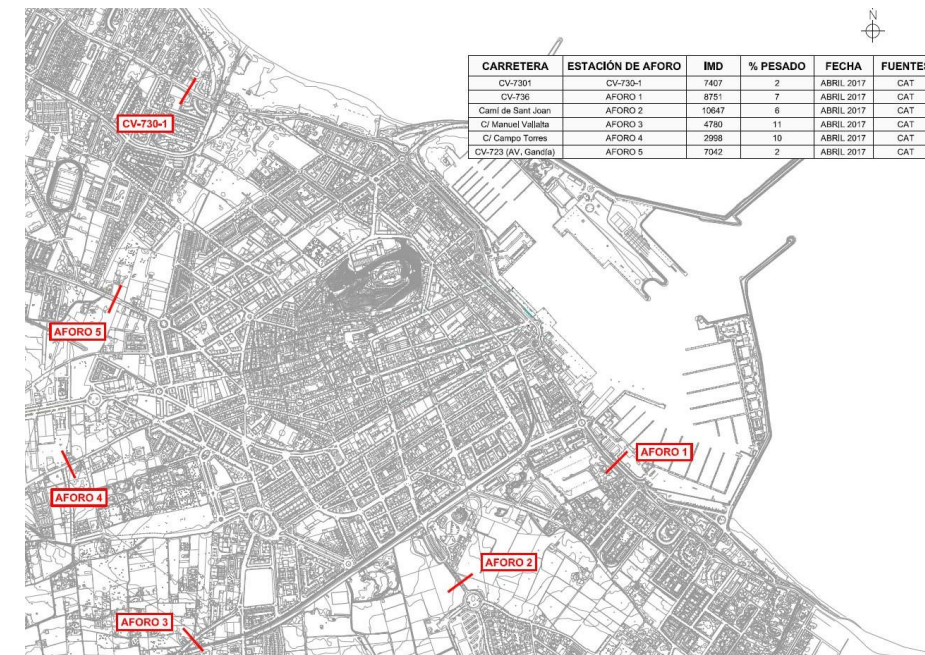 N
CARRETERA ESTACIÓN DE AFORO IMD % PESADO FECHA FUENTES
CV-7301 CV-730-1 7407 2 ABRIL 2017 CAT
CV-736 AFORO 1 8751 7 ABRIL 2017 CAT
Camí de Sant Joan AFORO 2 10647 6 ABRIL 2017 CAT
C/ Manuel Vallalta AFORO 3 4780 11 ABRIL 2017 CAT
C/ Campo Torres AFORO 4 2998 10 ABRIL 2017 CAT
CV-723 (AV. Gandía) AFORO 5 7042 2 ABRIL 2017 CAT
CV-730-1
AFORO 5
AFORO 1
AFORO 4
AFORO 2
AFORO 3